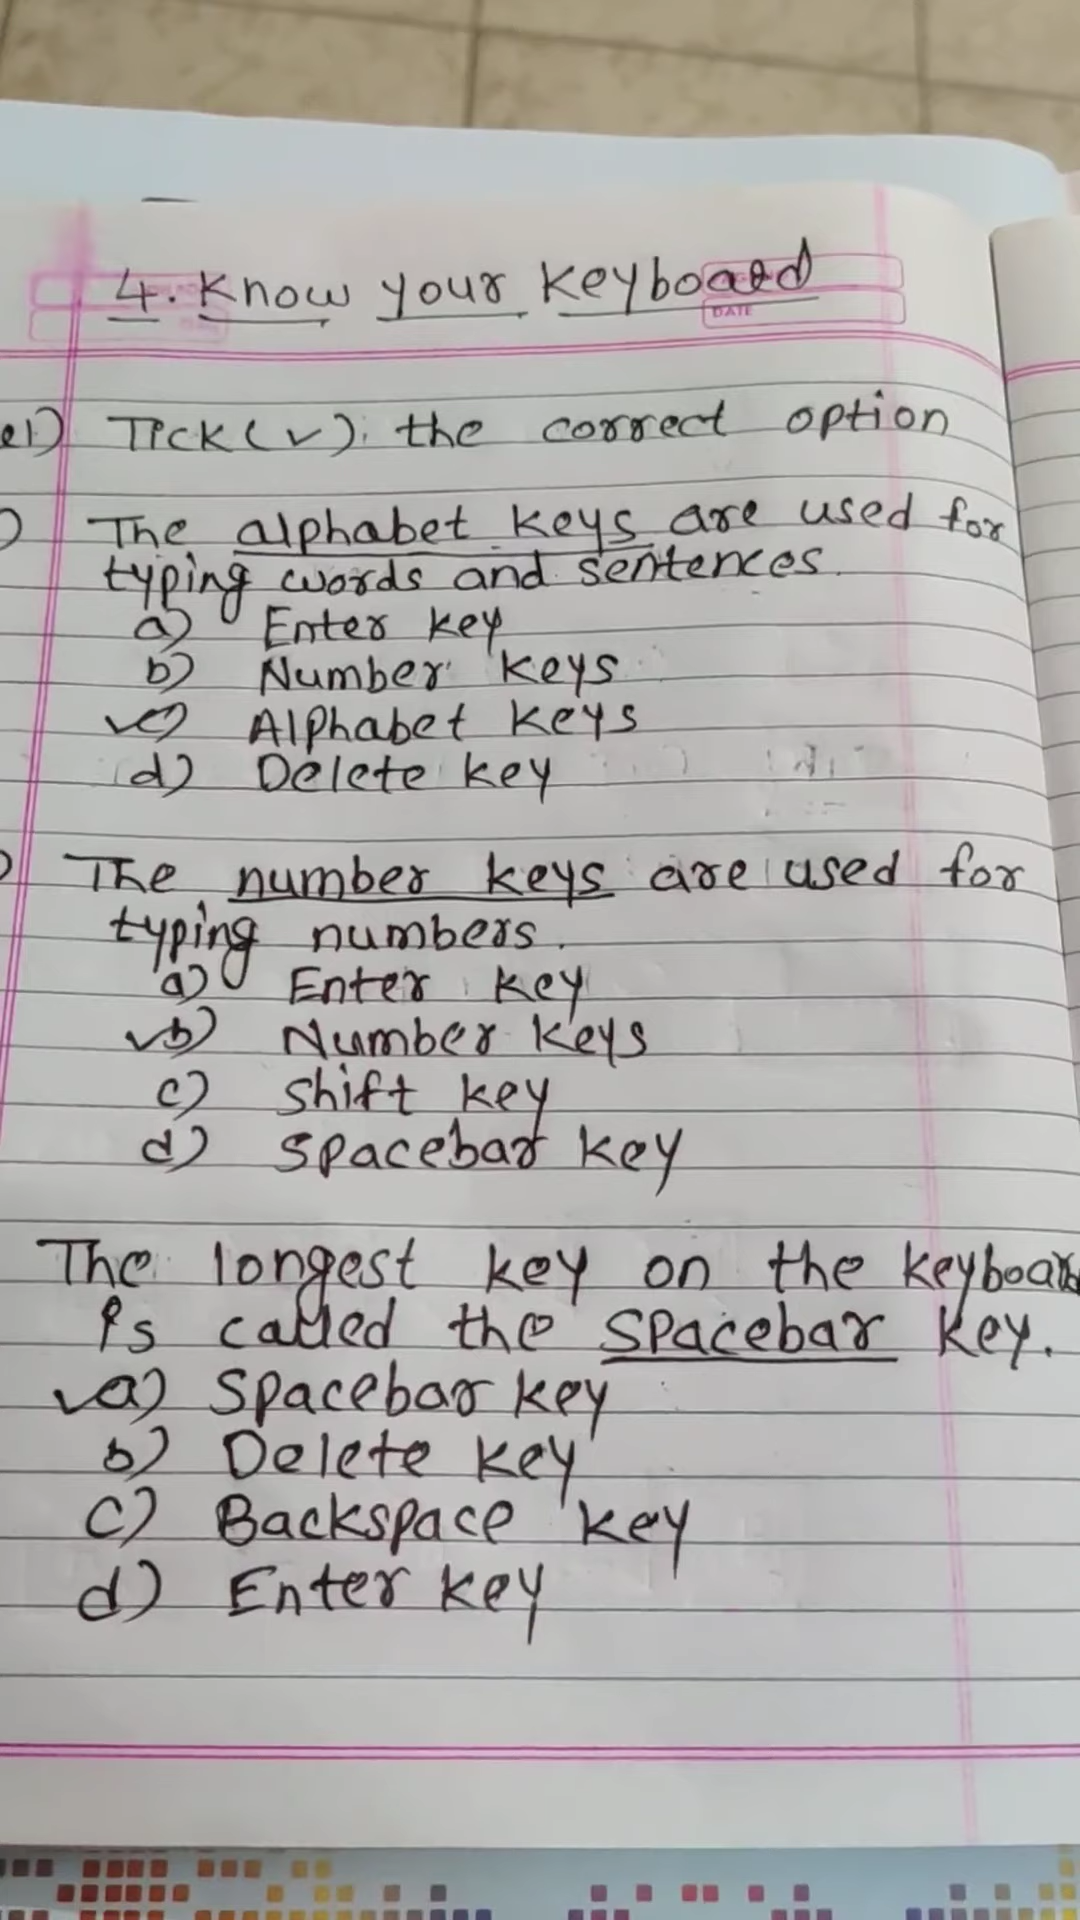 4. Know your keyboard
DATE
Q1) Tick (✓) the correct option
The alphabet keys are used for
typing words and sentences.
a) Enter key
b) Number keys
✓c) Alphabet keys
d) Delete key
The number keys are used for
typing numbers.
a) Enter key
✓b) Number keys
c) Shift key
d) Spacebar key
The longest key on the keyboard
is called the spacebar key.
✓a) Spacebar key
b) Delete key
c) Backspace key
d) Enter key